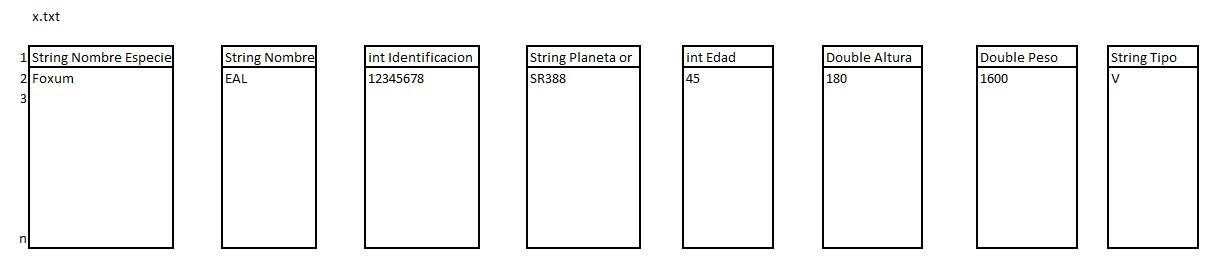 x.txt
1 String Nombre Especie String Nombre int Identificacion String Planeta or int Edad Double Altura Double Peso String Tipo
2 Foxum EAL 12345678 SR388 45 180 1600 V
3
n